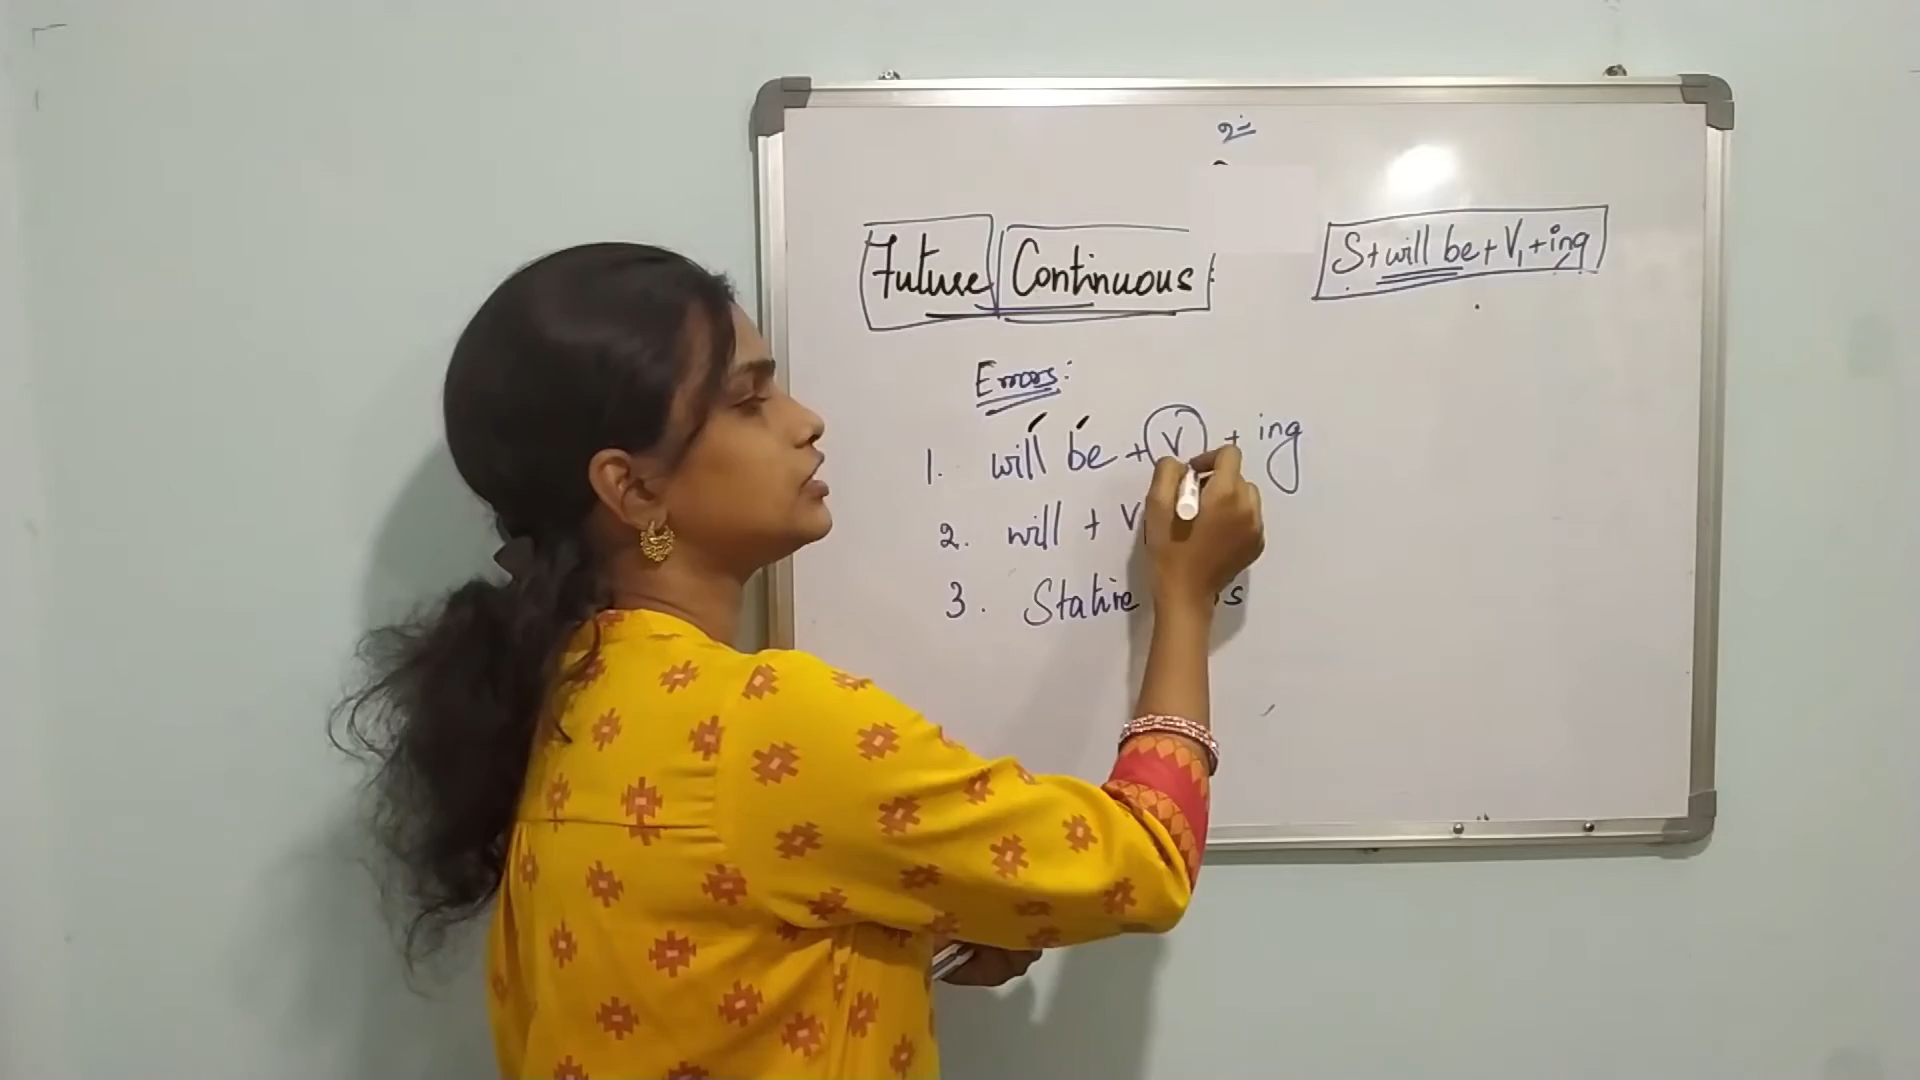 Future Continuous :
S+will be+V₁+ing
Errors:
1. will be + V + ing
2. will + V
3. Stative